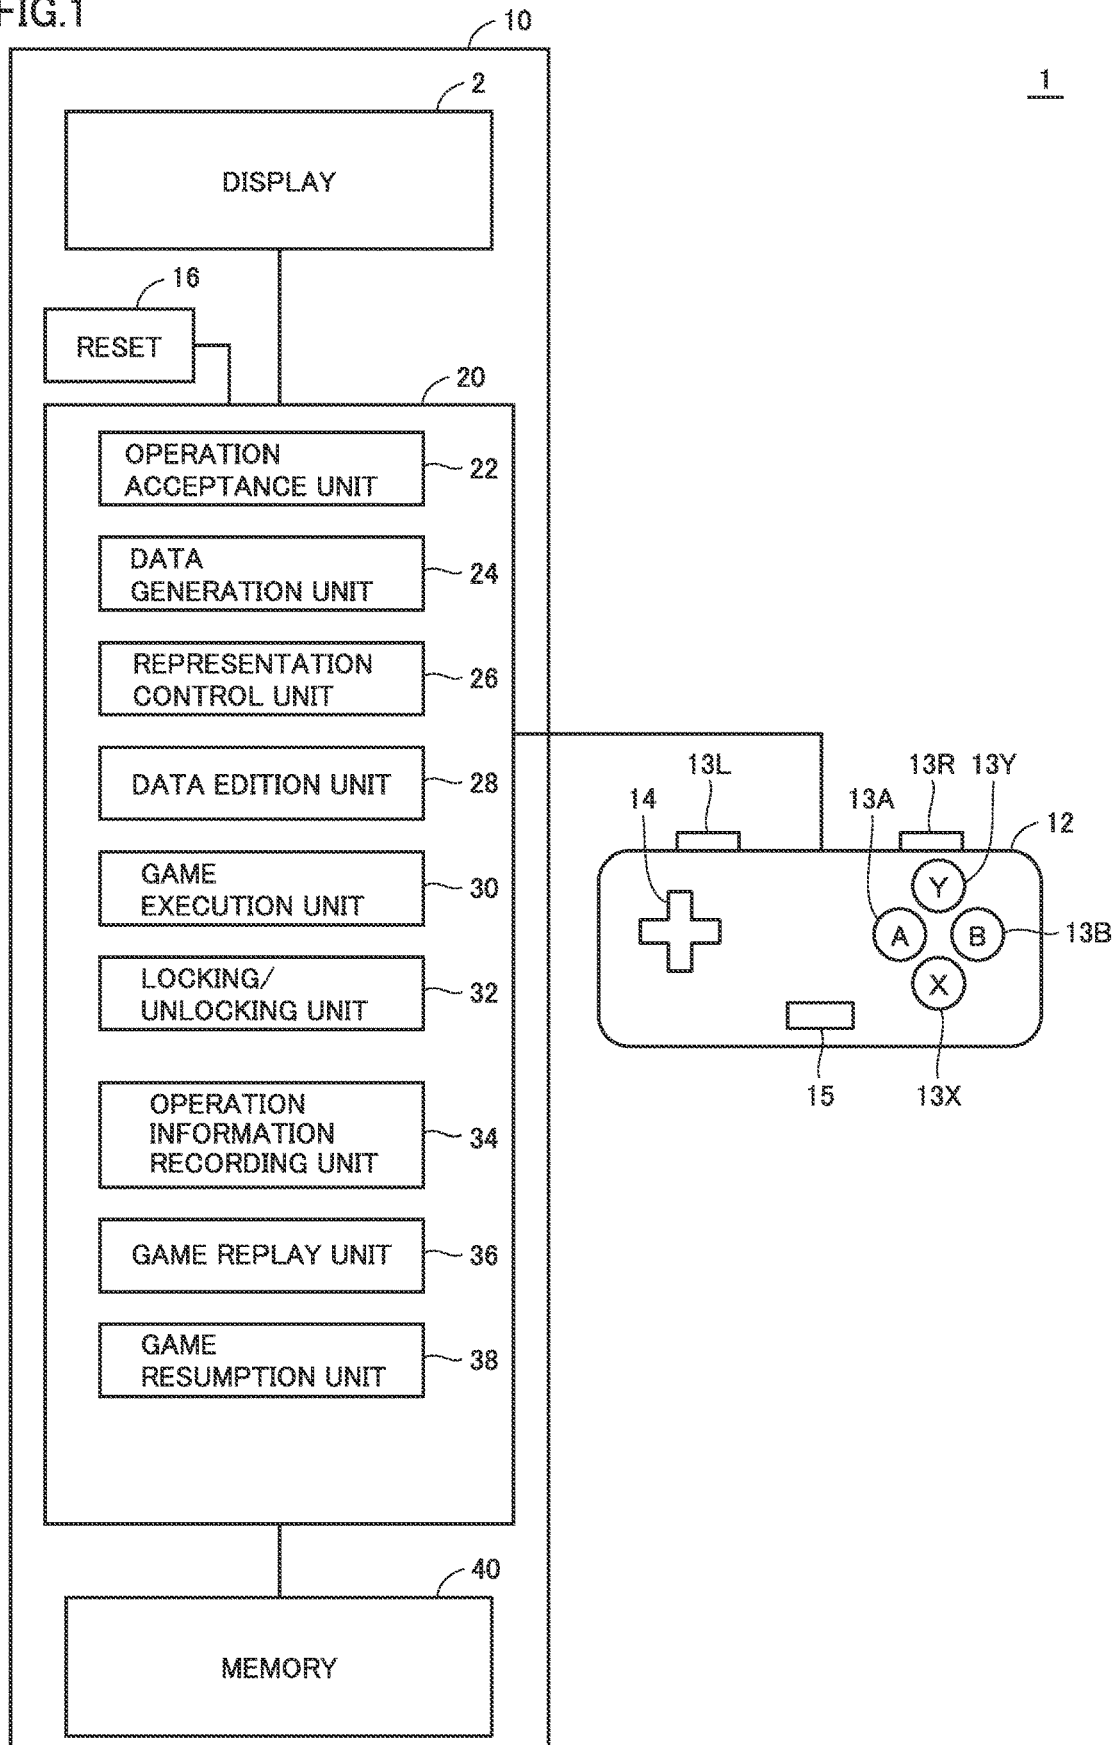 FIG.1
10
1
2
DISPLAY
16
RESET
20
OPERATION
ACCEPTANCE UNIT
22
DATA
GENERATION UNIT
24
REPRESENTATION
CONTROL UNIT
26
DATA EDITION UNIT
28
GAME
EXECUTION UNIT
30
LOCKING/
UNLOCKING UNIT
32
OPERATION
INFORMATION
RECORDING UNIT
34
GAME REPLAY UNIT
36
GAME
RESUMPTION UNIT
38
40
MEMORY
13L
13R
13Y
14
13A
12
Y
A
B
13B
X
15
13X